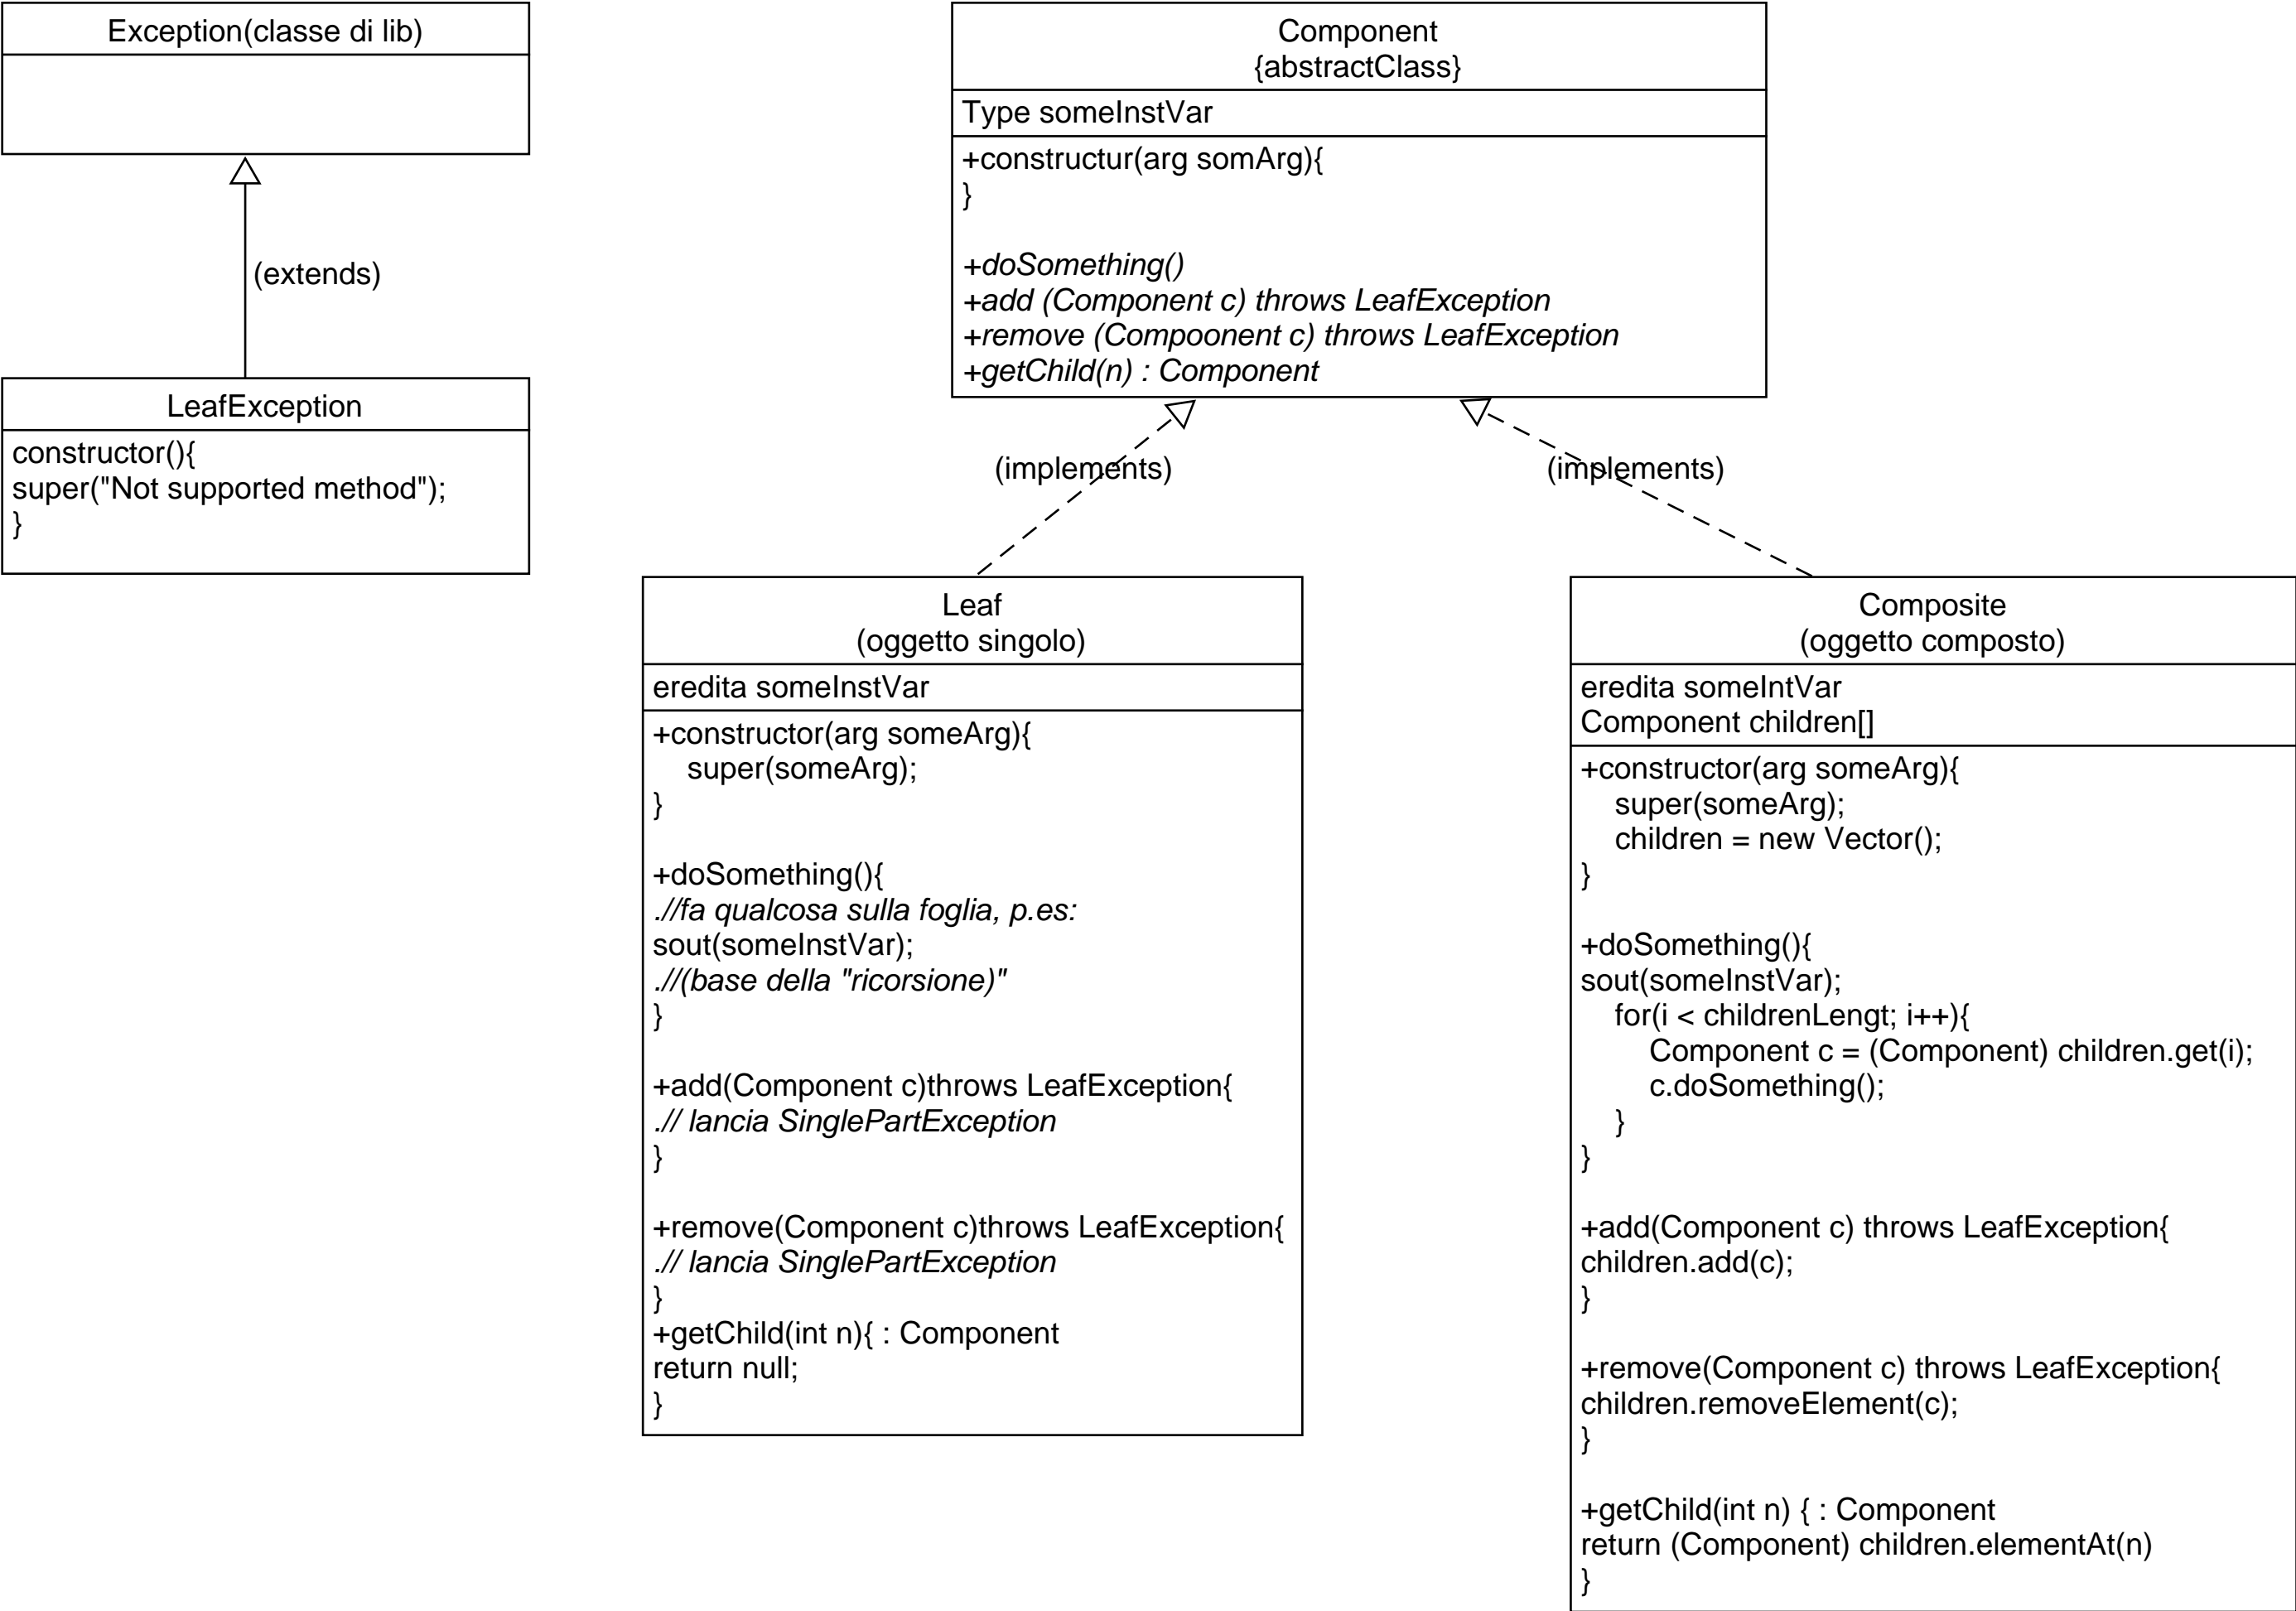 Exception(classe di lib)
(extends)
LeafException
constructor(){
super("Not supported method");
}
Component
{abstractClass}
Type someInstVar
+constructur(arg somArg){
}
+doSomething()
+add (Component c) throws LeafException
+remove (Compoonent c) throws LeafException
+getChild(n) : Component
(implements)
(implements)
Leaf
(oggetto singolo)
eredita someInstVar
+constructor(arg someArg){
super(someArg);
}
+doSomething(){
.//fa qualcosa sulla foglia, p.es:
sout(someInstVar);
.//(base della "ricorsione)"
}
+add(Component c)throws LeafException{
.// lancia SinglePartException
}
+remove(Component c)throws LeafException{
.// lancia SinglePartException
}
+getChild(int n){ : Component
return null;
}
Composite
(oggetto composto)
eredita someIntVar
Component children[]
+constructor(arg someArg){
super(someArg);
children = new Vector();
}
+doSomething(){
sout(someInstVar);
for(i < childrenLengt; i++){
Component c = (Component) children.get(i);
c.doSomething();
}
}
+add(Component c) throws LeafException{
children.add(c);
}
+remove(Component c) throws LeafException{
children.removeElement(c);
}
+getChild(int n) { : Component
return (Component) children.elementAt(n)
}